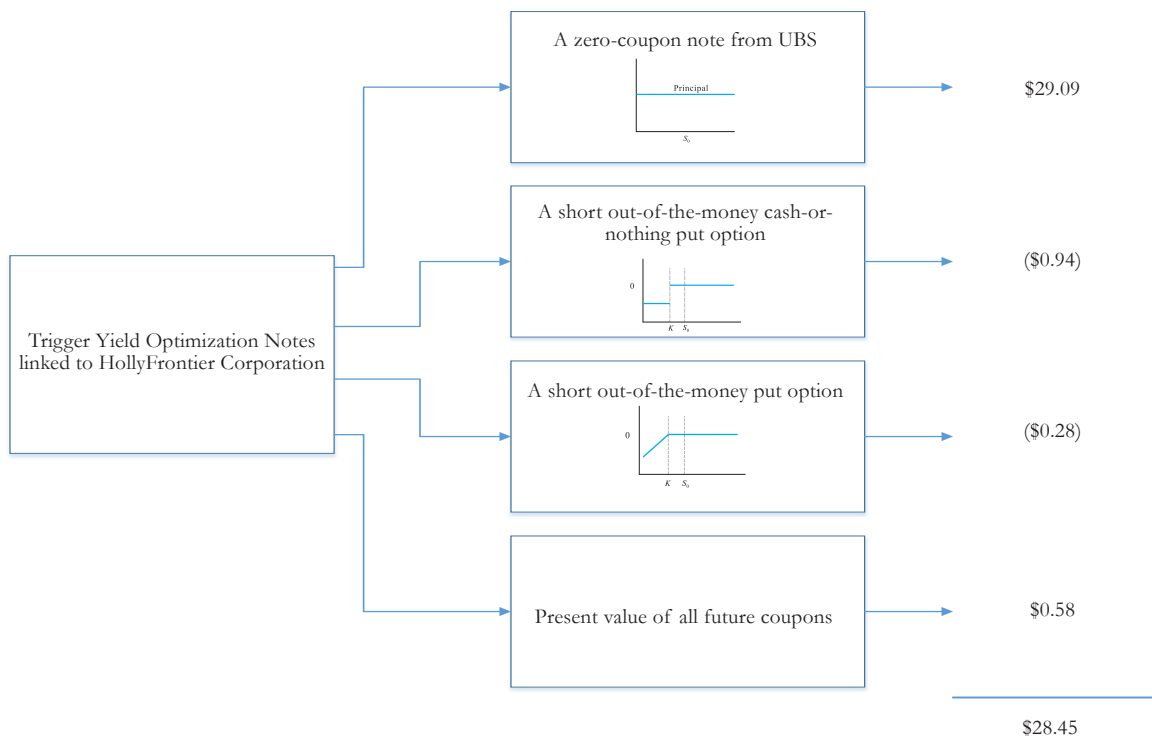 A zero-coupon note from UBS
Principal
S0
$29.09
A short out-of-the-money cash-or-
nothing put option
0
K S0
($0.94)
Trigger Yield Optimization Notes
linked to HollyFrontier Corporation
A short out-of-the-money put option
0
K S0
($0.28)
Present value of all future coupons
$0.58
$28.45